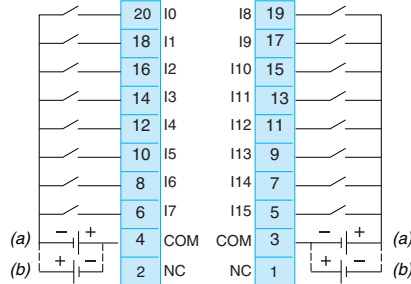 20 I0 I8 19
18 I1 I9 17
16 I2 I10 15
14 I3 I11 13
12 I4 I12 11
10 I5 I13 9
8 I6 I14 7
6 I7 I15 5
(a) − + 4 COM COM 3 − + (a)
(b) + − 2 NC NC 1 + − (b)